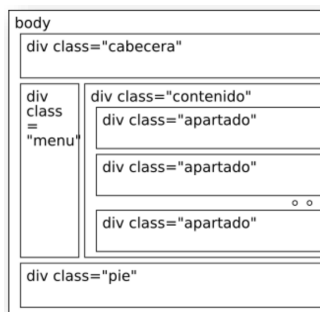 body
div class="cabecera"
div
class
=
"menu"
div class="contenido"
div class="apartado"
div class="apartado"
div class="apartado"
div class="pie"